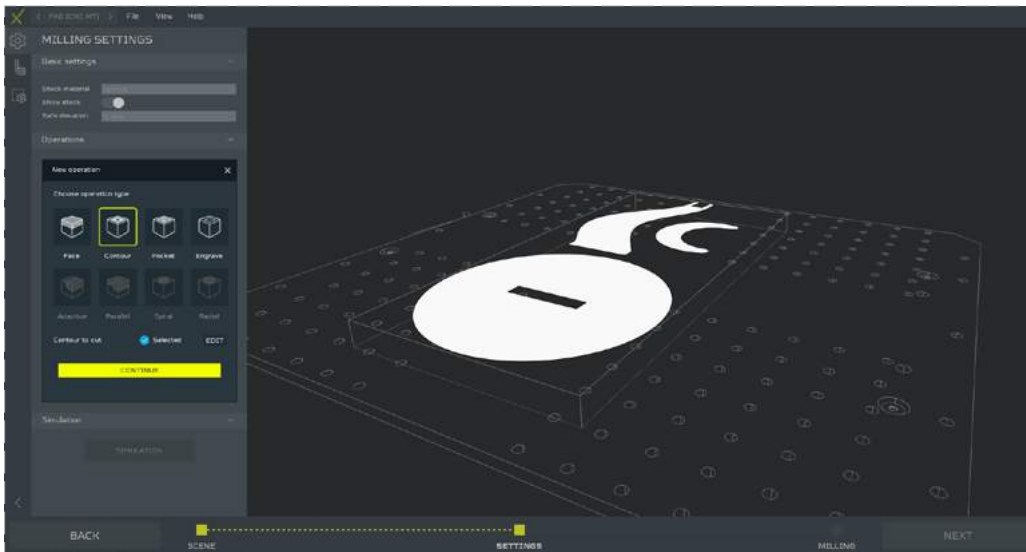 File View Help
MILLING SETTINGS
Basic settings
Stock material
Show stock
Safe elevation
Operations
New operation
Choose operation type
Face Contour Pocket Engrave
Adaptive Parallel Spiral Radial
Contour to cut Selected EDIT
CONTINUE
Simulation
SIMULATION
BACK
SCENE
SETTINGS
MILLING
NEXT